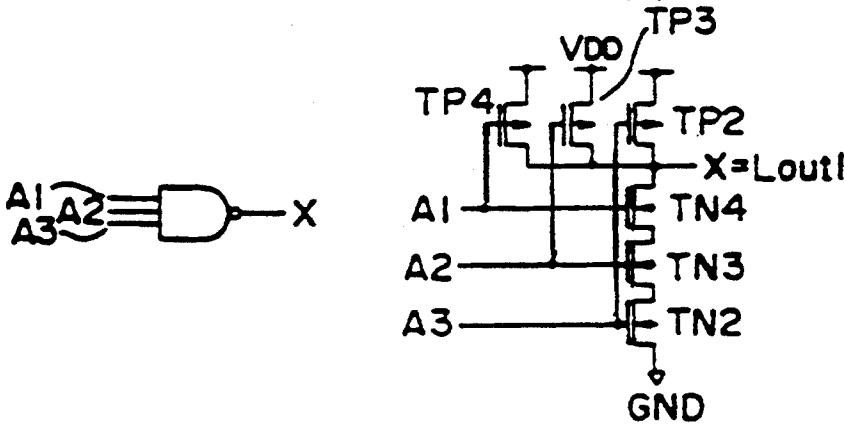 A1
A2
A3
X
TP3
VDD
TP4
TP2
X=Lout1
A1
TN4
A2
TN3
A3
TN2
GND